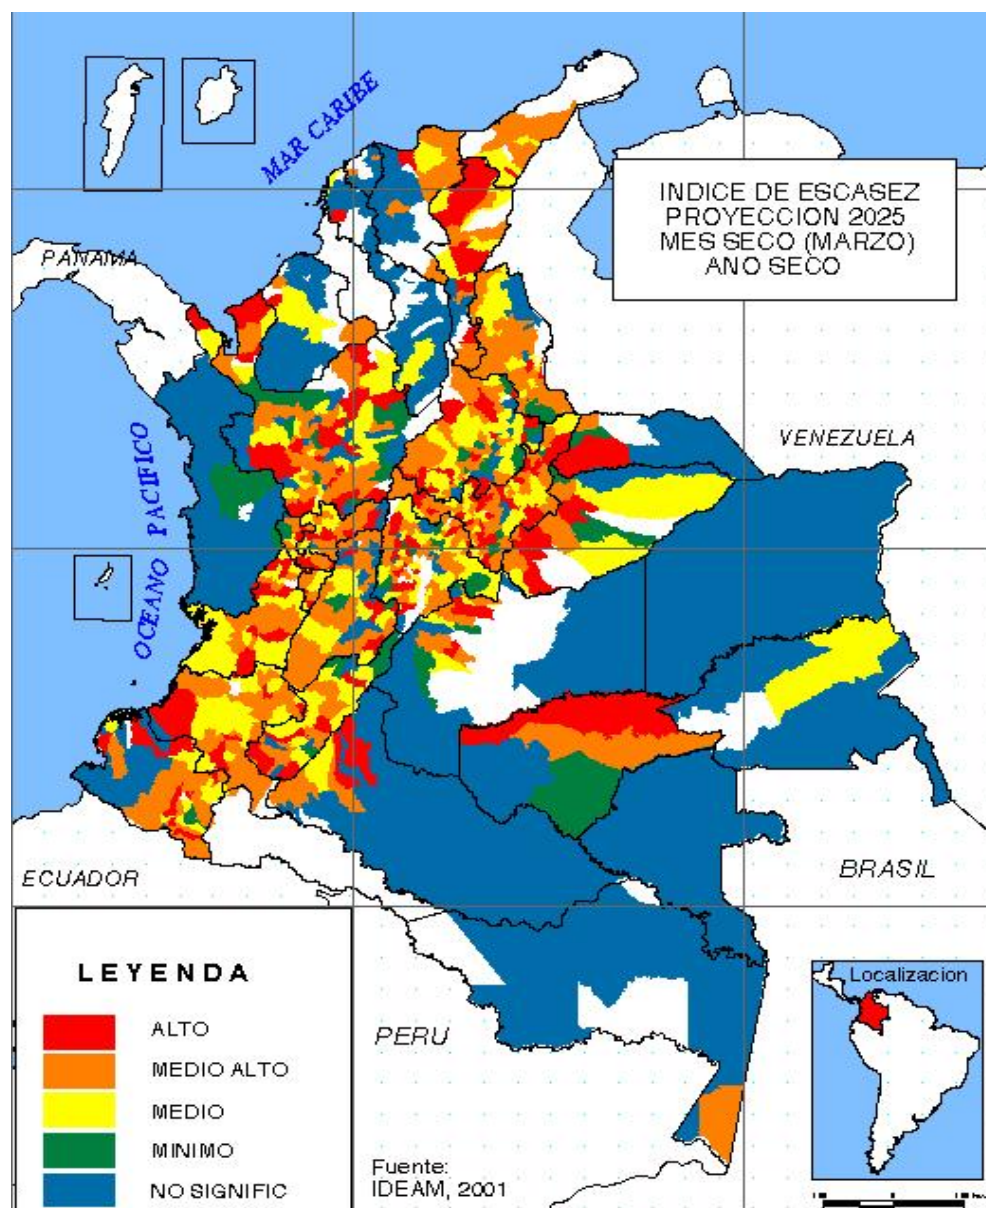 MAR CARIBE
INDICE DE ESCASEZ
PROYECCION 2025
MES SECO (MARZO)
ANO SECO
PANAMA
VENEZUELA
OCEANO PACIFICO
ECUADOR
BRASIL
PERU
LEYENDA
ALTO
MEDIO ALTO
MEDIO
MINIMO
NO SIGNIFIC
Fuente:
IDEAM, 2001
Localizacion